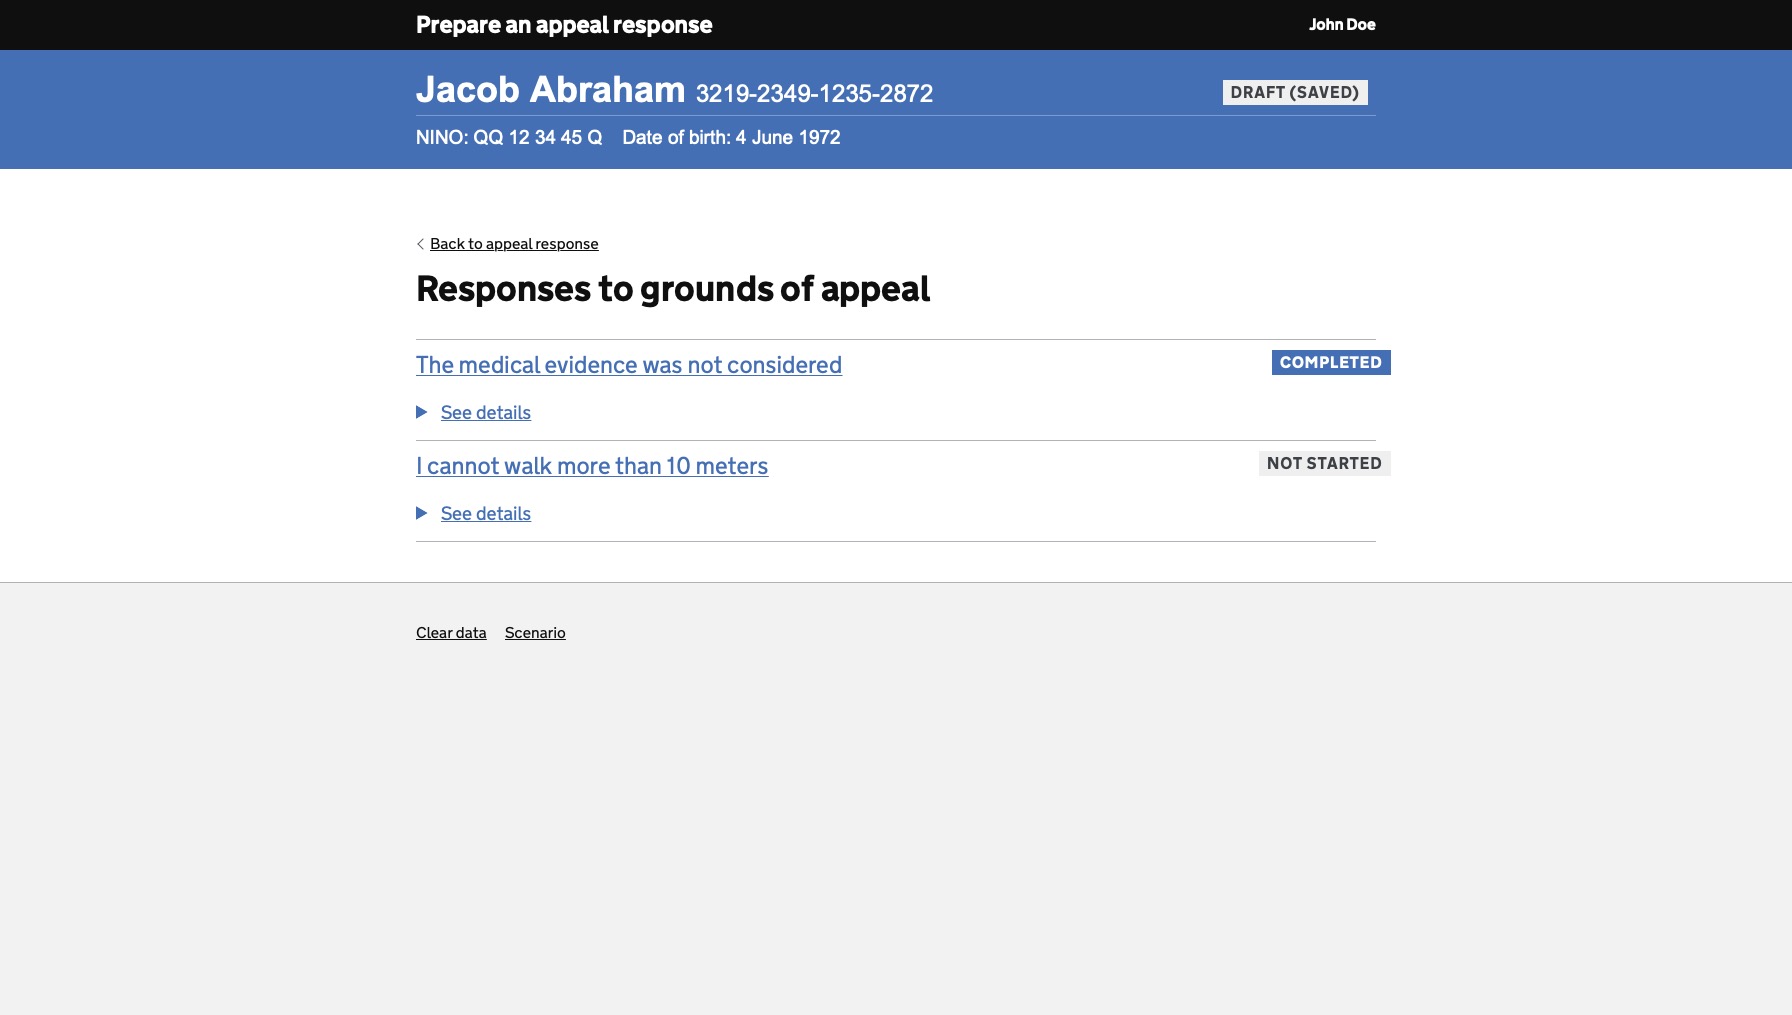 Prepare an appeal response John Doe
Jacob Abraham 3219-2349-1235-2872 DRAFT (SAVED)
NINO: QQ 12 34 45 Q Date of birth: 4 June 1972
Back to appeal response
Responses to grounds of appeal
The medical evidence was not considered COMPLETED
See details
I cannot walk more than 10 meters NOT STARTED
See details
Clear data Scenario